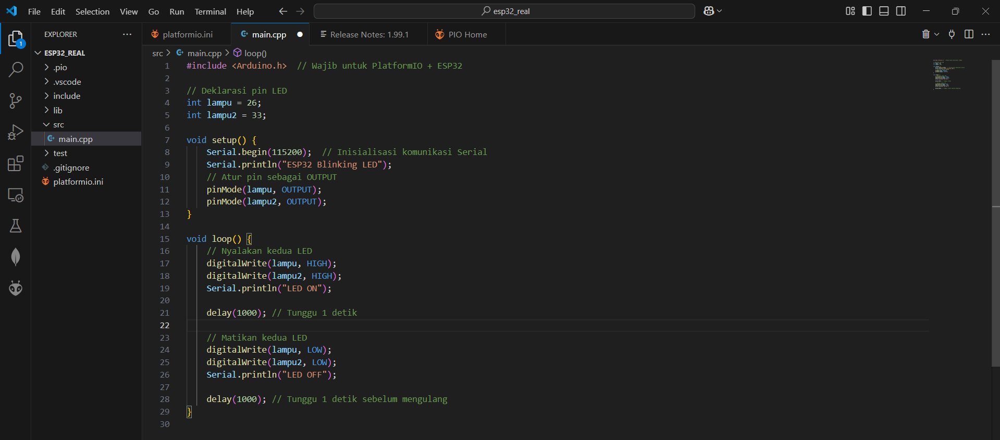 File Edit Selection View Go Run Terminal Help
esp32_real
EXPLORER
platformio.ini
main.cpp
Release Notes: 1.99.1
PIO Home
1
ESP32_REAL
.pio
.vscode
include
lib
src
main.cpp
test
.gitignore
platformio.ini
src > main.cpp > loop()
1 #include <Arduino.h>  // Wajib untuk PlatformIO + ESP32
2
3 // Deklarasi pin LED
4 int lampu = 26;
5 int lampu2 = 33;
6
7 void setup() {
8     Serial.begin(115200);  // Inisialisasi komunikasi Serial
9     Serial.println("ESP32 Blinking LED");
10     // Atur pin sebagai OUTPUT
11     pinMode(lampu, OUTPUT);
12     pinMode(lampu2, OUTPUT);
13 }
14
15 void loop() {
16     // Nyalakan kedua LED
17     digitalWrite(lampu, HIGH);
18     digitalWrite(lampu2, HIGH);
19     Serial.println("LED ON");
20
21     delay(1000); // Tunggu 1 detik
22
23     // Matikan kedua LED
24     digitalWrite(lampu, LOW);
25     digitalWrite(lampu2, LOW);
26     Serial.println("LED OFF");
27
28     delay(1000); // Tunggu 1 detik sebelum mengulang
29 }
30